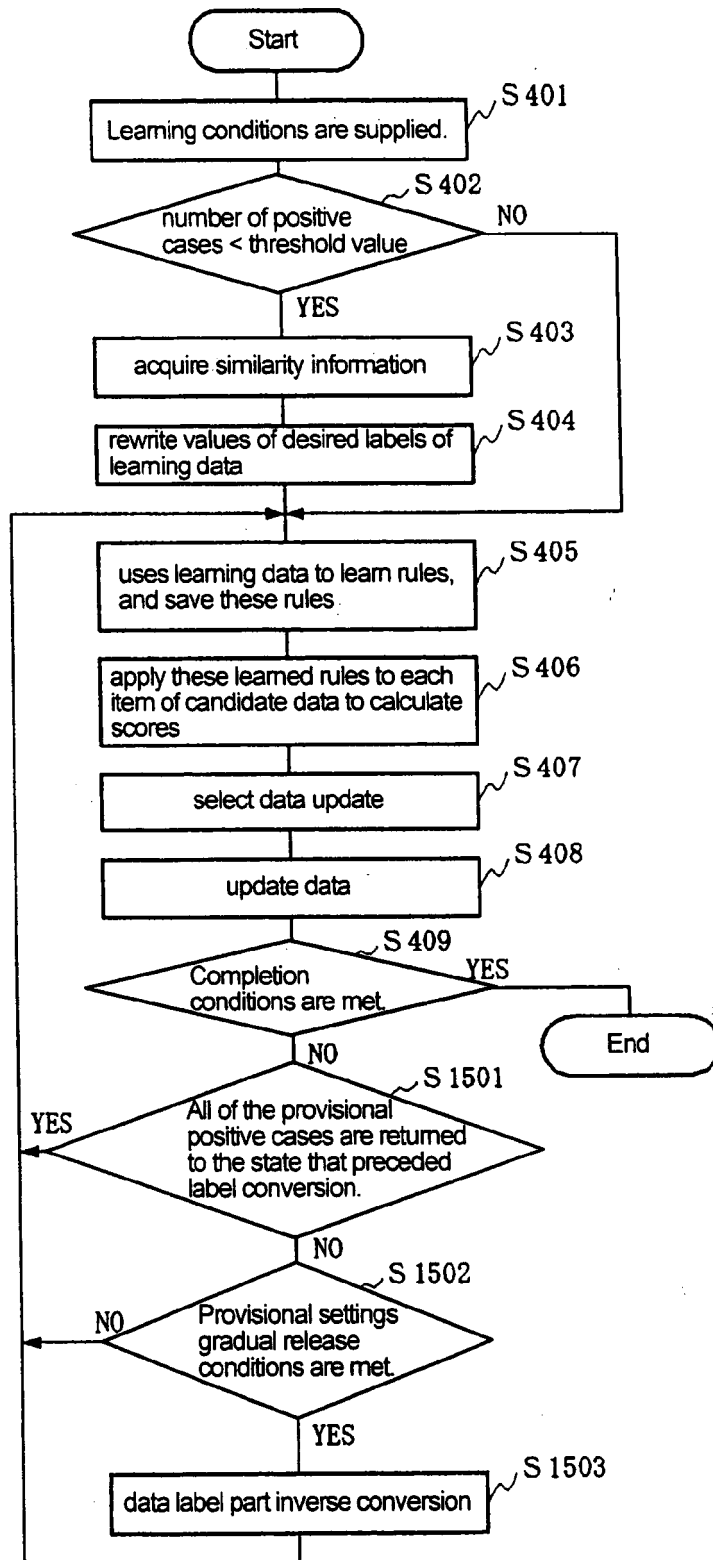 Start
S 401
Learning conditions are supplied.
S 402
number of positive
cases < threshold value
NO
YES
S 403
acquire similarity information
S 404
rewrite values of desired labels of
learning data
S 405
uses learning data to learn rules,
and save these rules
S 406
apply these learned rules to each
item of candidate data to calculate
scores
S 407
select data update
S 408
update data
S 409
Completion
conditions are met.
YES
End
NO
S 1501
YES
All of the provisional
positive cases are returned
to the state that preceded
label conversion.
NO
S 1502
NO
Provisional settings
gradual release
conditions are met.
YES
S 1503
data label part inverse conversion